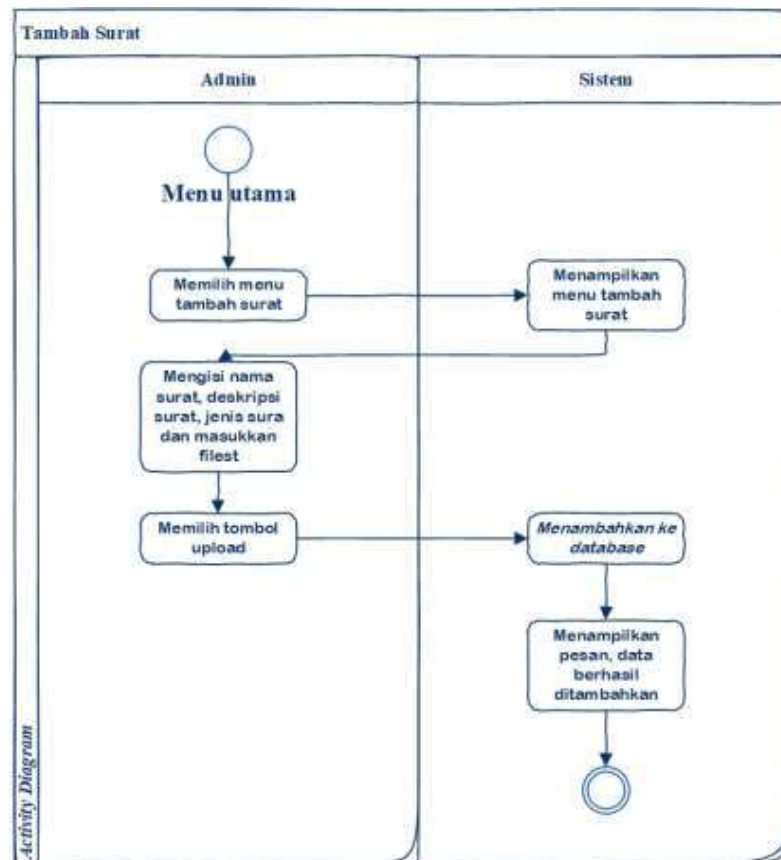 Tambah Surat
Admin
Sistem
Menu utama
Memilih menu
tambah surat
Menampilkan
menu tambah
surat
Mengisi nama
surat, deskripsi
surat, jenis sura
dan masukkan
filest
Memilih tombol
upload
Menambahkan ke
database
Menampilkan
pesan, data
berhasil
ditambahkan
Activity Diagram